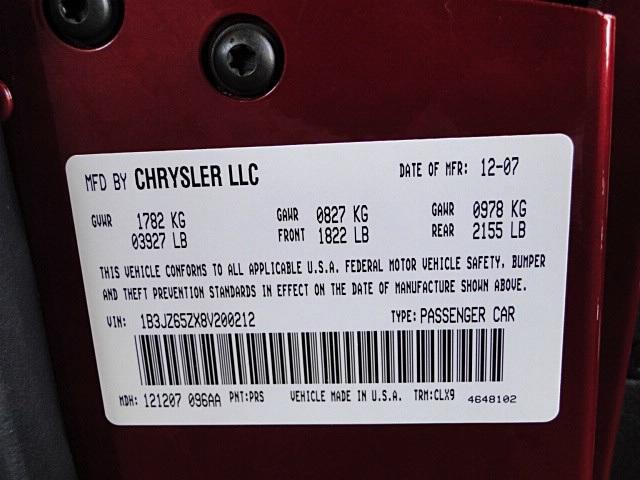 MFD BY CHRYSLER LLC DATE OF MFR: 12-07
GVWR 1782 KG GAWR 0827 KG GAWR 0978 KG
03927 LB FRONT 1822 LB REAR 2155 LB
THIS VEHICLE CONFORMS TO ALL APPLICABLE U.S.A. FEDERAL MOTOR VEHICLE SAFETY, BUMPER
AND THEFT PREVENTION STANDARDS IN EFFECT ON THE DATE OF MANUFACTURE SHOWN ABOVE.
VIN: 1B3JZ65ZX8V200212 TYPE: PASSENGER CAR
MDH: 121207 096AA PNT:PRS VEHICLE MADE IN U.S.A. TRM:CLX9 4648102